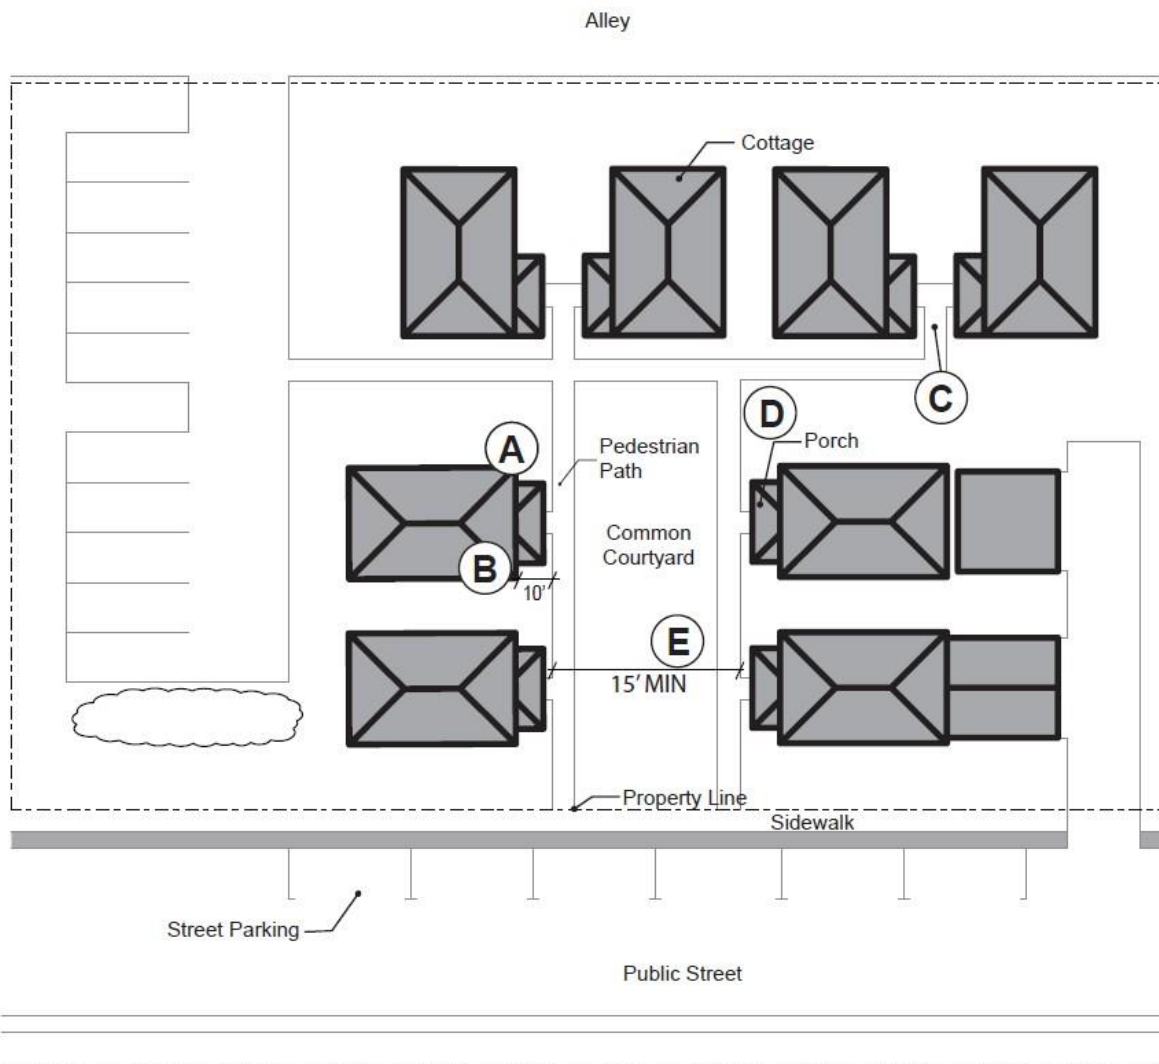 Alley
Cottage
C
D
Porch
A
Pedestrian
Path
Common
Courtyard
B
10'
E
15' MIN
Property Line
Sidewalk
Street Parking
Public Street